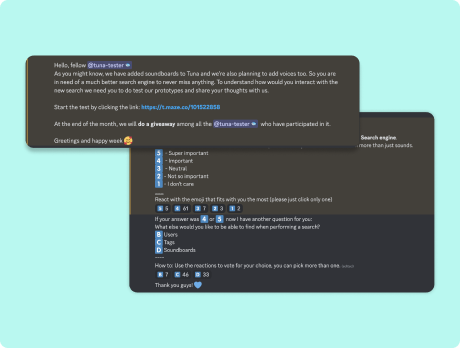 Hello, fellow @tuna-tester
As you might know, we have added soundboards to Tuna and we're also planning to add voices too. So you are
in need of a much better search engine to never miss anything. To understand how you would interact with
the new search we need you to do test our prototypes and share your thoughts with us.
Start the test by clicking the link: https://t.maze.co/101522856
At the end of the month, we will do a giveaway among all the @tuna-tester who have participated in it.
Greetings and happy week
Search engine
more than just sounds.
5 - Super important
4 - Important
3 - Neutral
2 - Not so important
1 - I don't care
----
React with the emoji that fits with you the most (please just click only one)
5 5 4 61 3 7 2 3 1 2
If your answer was 4 or 5 now I have another question for you:
What else would you like to be able to find when performing a search?
B Users
C Tags
D Soundboards
----
How to: Use the reactions to vote for your choice, you can pick more than one. (edited)
B 7 C 46 D 33
Thank you guys!